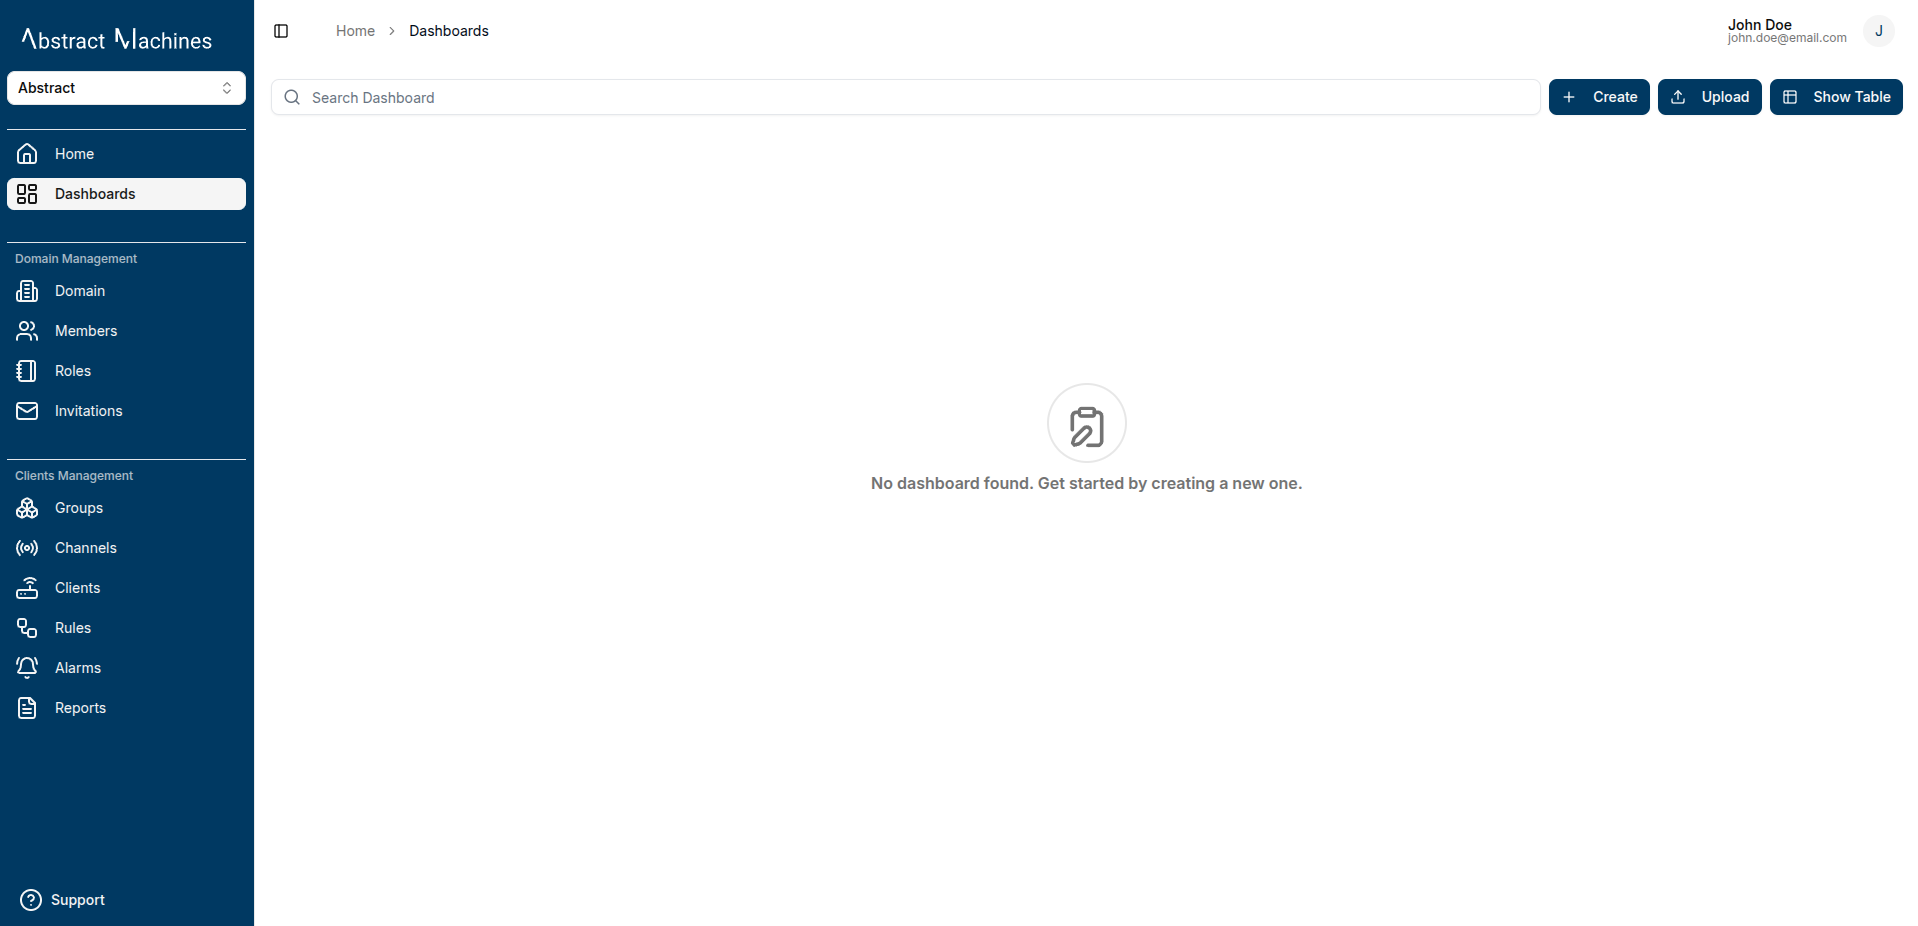 Abstract Machines
Abstract
Home
Dashboards
Domain Management
Domain
Members
Roles
Invitations
Clients Management
Groups
Channels
Clients
Rules
Alarms
Reports
Support
Home > Dashboards
John Doe
john.doe@email.com
J
Search Dashboard
Create
Upload
Show Table
No dashboard found. Get started by creating a new one.